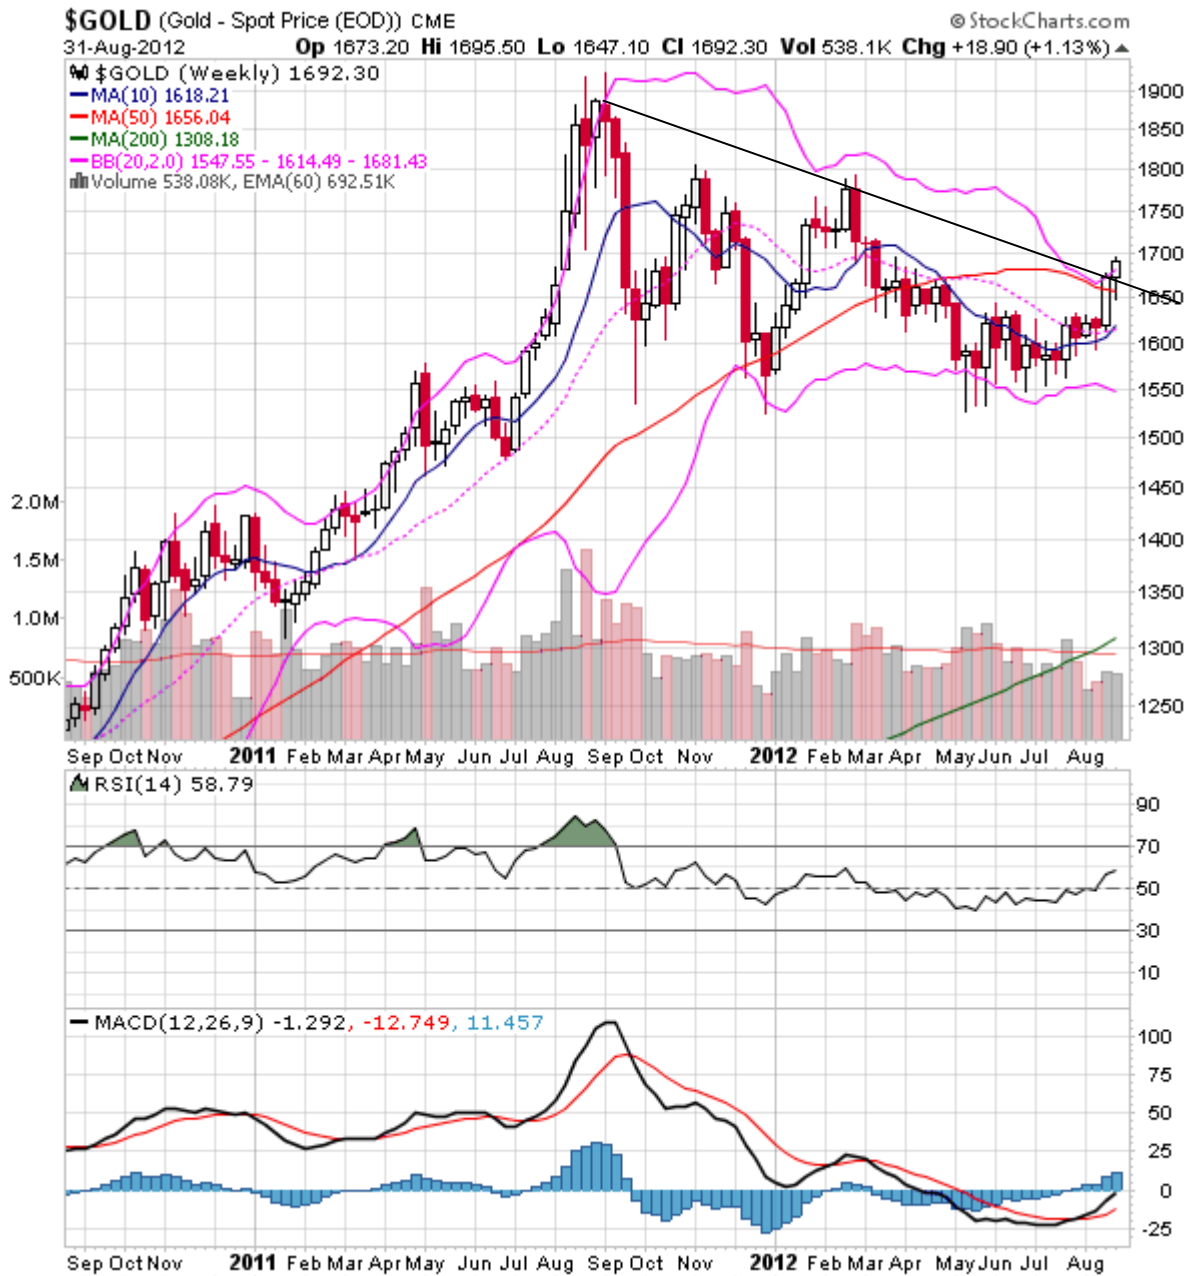 $GOLD (Gold - Spot Price (EOD)) CME © StockCharts.com
31-Aug-2012 Op 1673.20 Hi 1695.50 Lo 1647.10 Cl 1692.30 Vol 538.1K Chg +18.90 (+1.13%)
$GOLD (Weekly) 1692.30
MA(10) 1618.21
MA(50) 1656.04
MA(200) 1308.18
BB(20,2.0) 1547.55 - 1614.49 - 1681.43
Volume 538.08K, EMA(60) 692.51K
1900
1850
1800
1750
1700
1650
1600
1550
1500
1450
1400
1350
1300
1250
2.0M
1.5M
1.0M
500K
Sep Oct Nov 2011 Feb Mar Apr May Jun Jul Aug Sep Oct Nov 2012 Feb Mar Apr May Jun Jul Aug
RSI(14) 58.79
90
70
50
30
10
MACD(12,26,9) -1.292, -12.749, 11.457
100
75
50
25
0
-25
Sep Oct Nov 2011 Feb Mar Apr May Jun Jul Aug Sep Oct Nov 2012 Feb Mar Apr May Jun Jul Aug